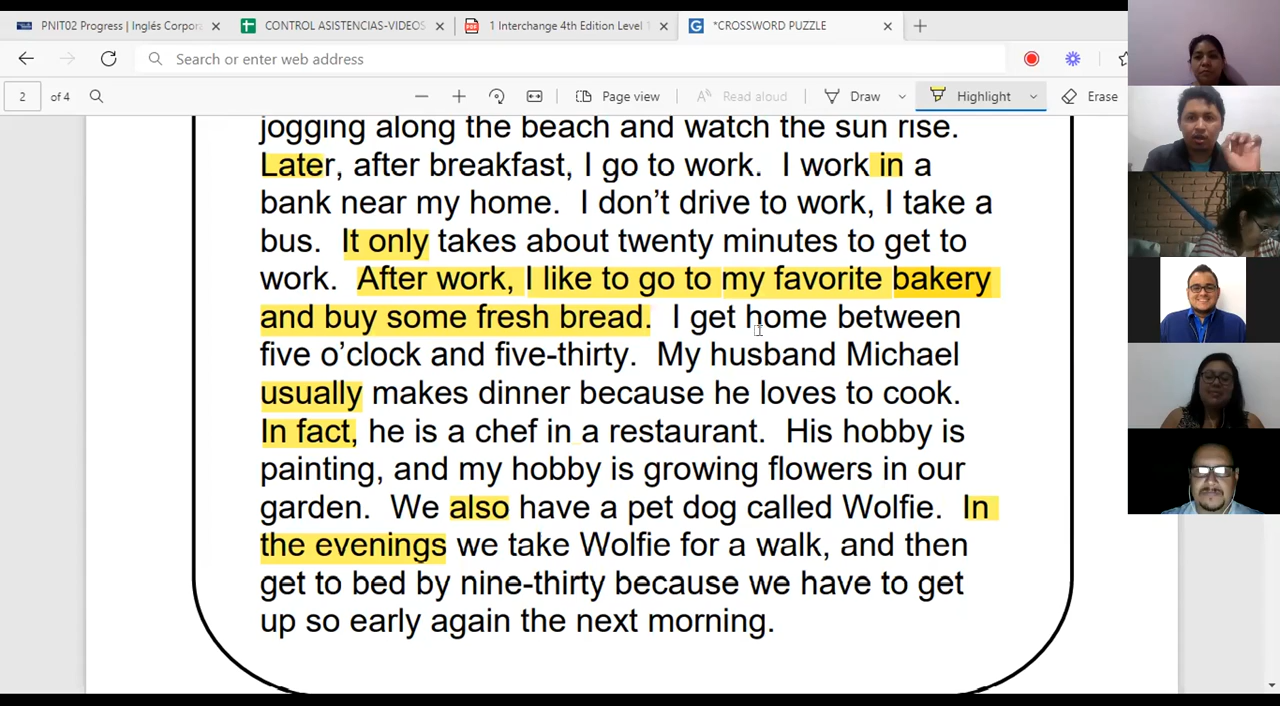 PNIT02 Progress | Inglés Corpor
CONTROL ASISTENCIAS-VIDEOS
1 Interchange 4th Edition Level 1
*CROSSWORD PUZZLE
Search or enter web address
2 of 4
Page view
Read aloud
Draw
Highlight
Erase
jogging along the beach and watch the sun rise.
Later, after breakfast, I go to work. I work in a
bank near my home. I don’t drive to work, I take a
bus. It only takes about twenty minutes to get to
work. After work, I like to go to my favorite bakery
and buy some fresh bread. I get home between
five o’clock and five-thirty. My husband Michael
usually makes dinner because he loves to cook.
In fact, he is a chef in a restaurant. His hobby is
painting, and my hobby is growing flowers in our
garden. We also have a pet dog called Wolfie. In
the evenings we take Wolfie for a walk, and then
get to bed by nine-thirty because we have to get
up so early again the next morning.